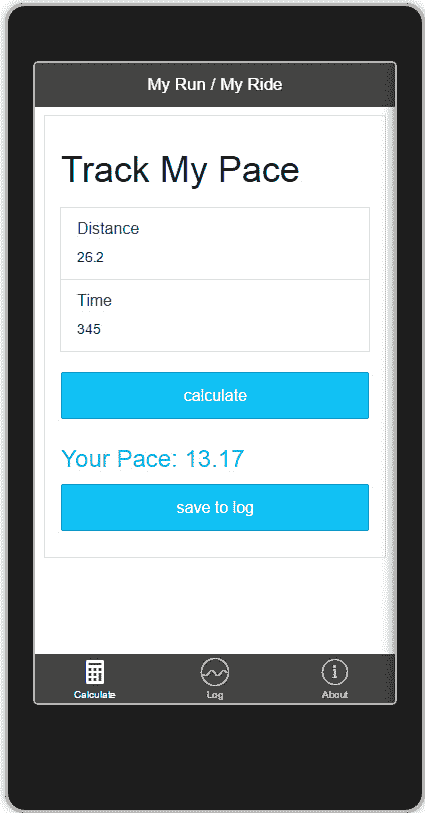 My Run / My Ride
Track My Pace
Distance
26.2
Time
345
calculate
Your Pace: 13.17
save to log
Calculate
Log
About